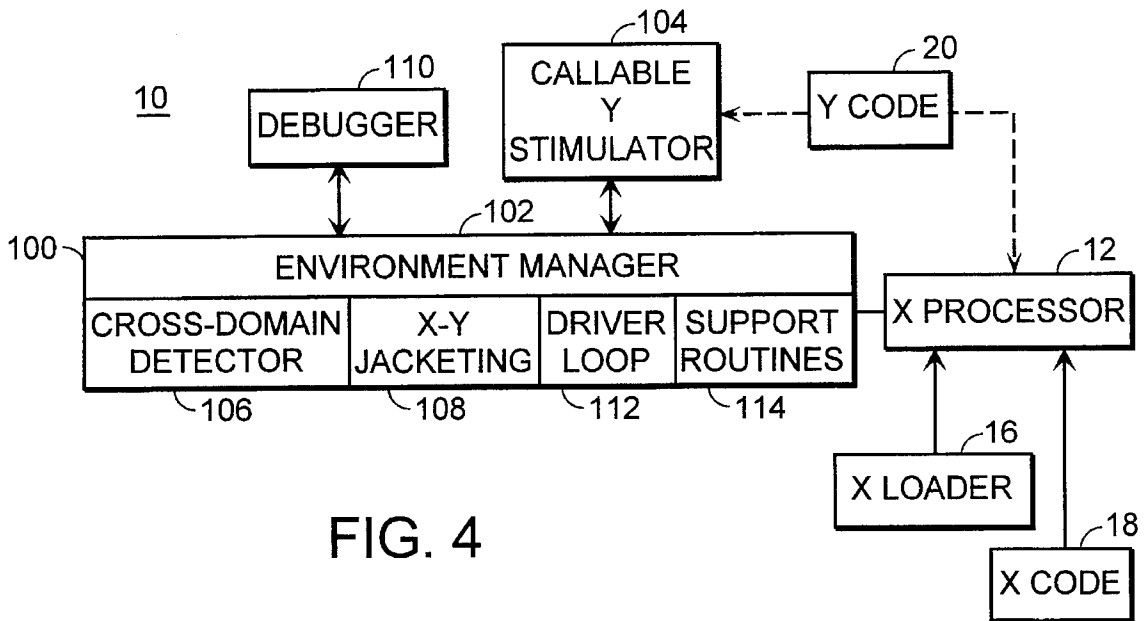 10
110
DEBUGGER
104
CALLABLE
Y
STIMULATOR
20
Y CODE
100
102
ENVIRONMENT MANAGER
CROSS-DOMAIN
DETECTOR
X-Y
JACKETING
DRIVER
LOOP
SUPPORT
ROUTINES
106
108
112
114
12
X PROCESSOR
16
X LOADER
18
X CODE
FIG. 4